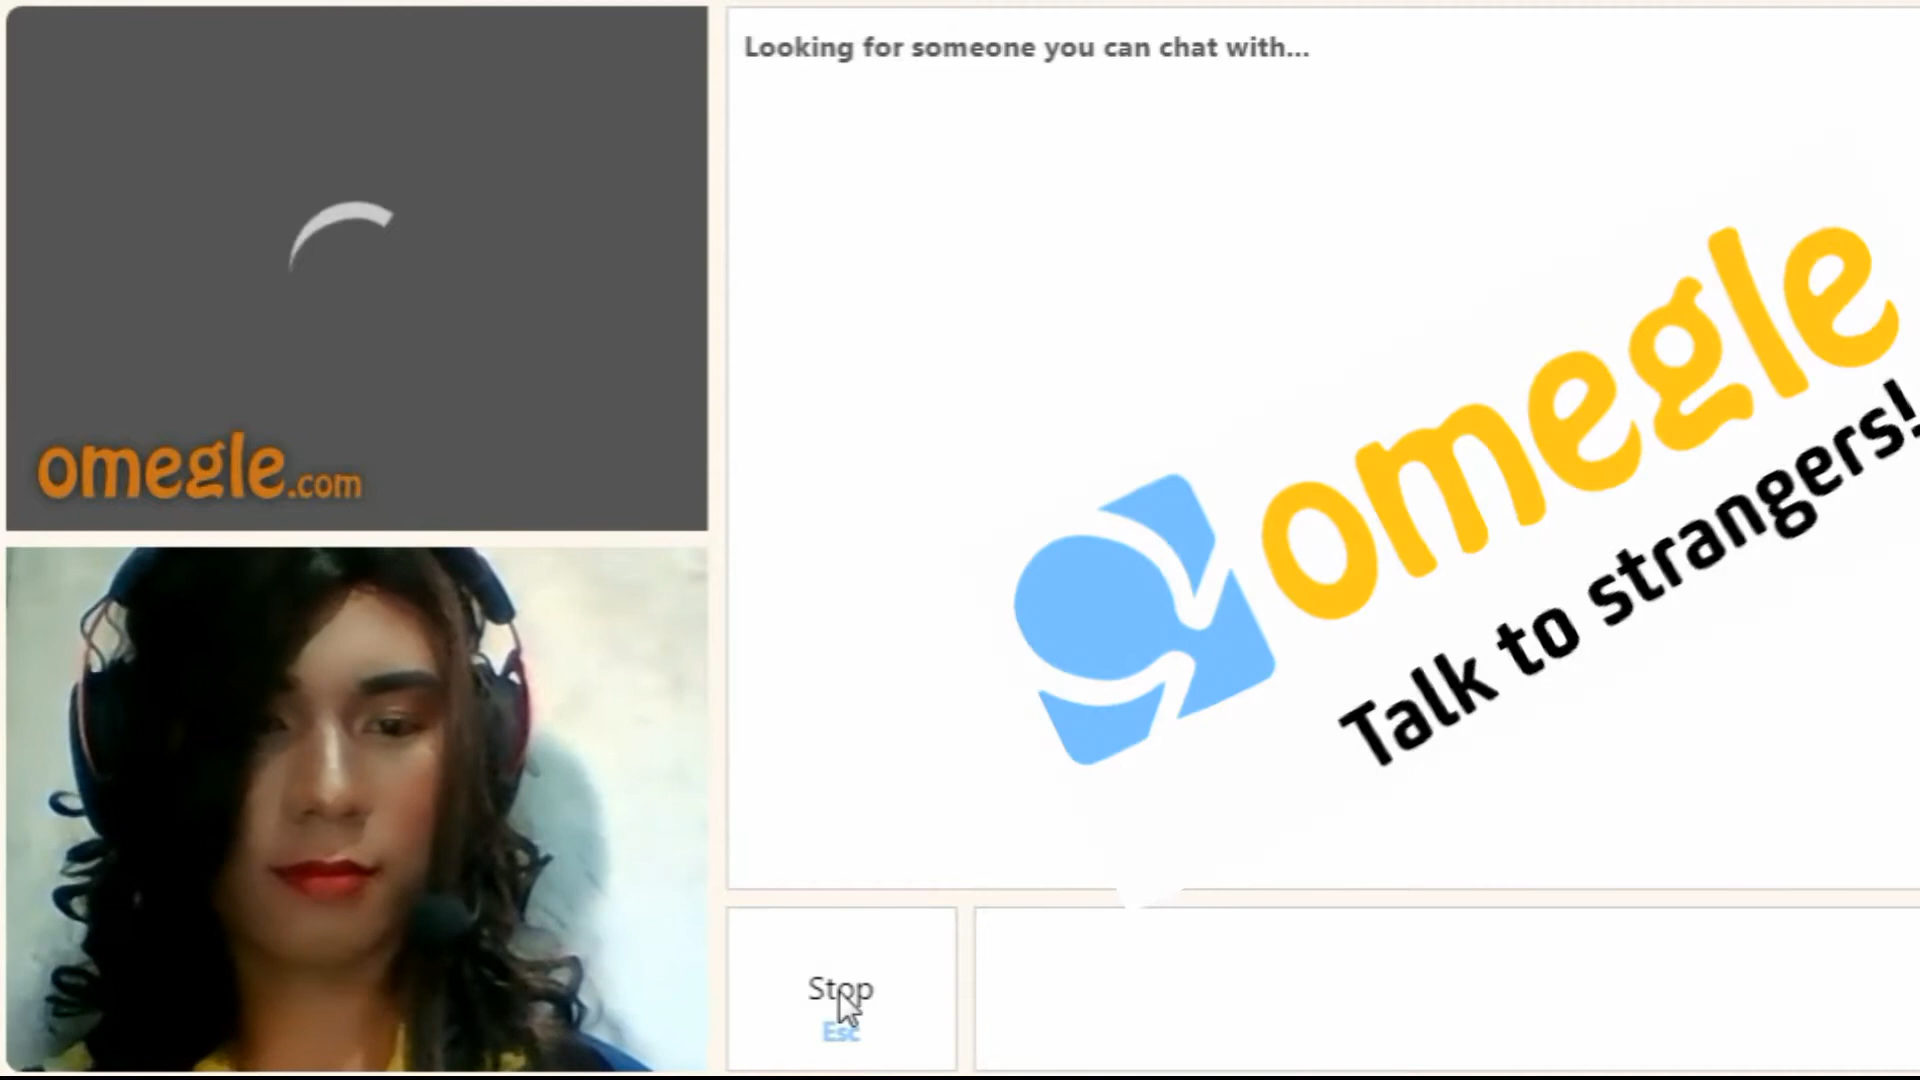 Looking for someone you can chat with...
omegle.com
omegle
Talk to strangers!
Stop
Esc